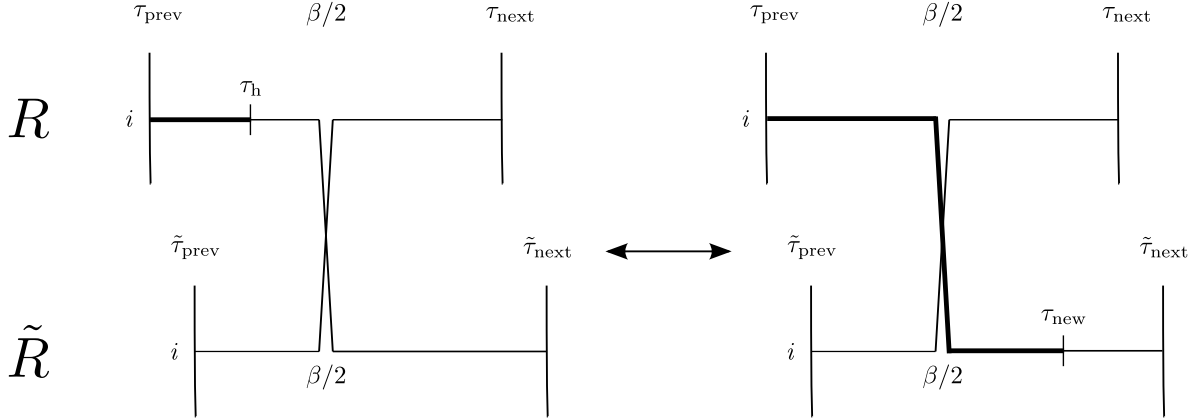 τ_prev β/2 τ_next τ_prev β/2 τ_next
τ_h
R i i
τ̃_prev τ̃_next τ̃_prev τ̃_next
τ_new
R̃ i i
β/2 β/2